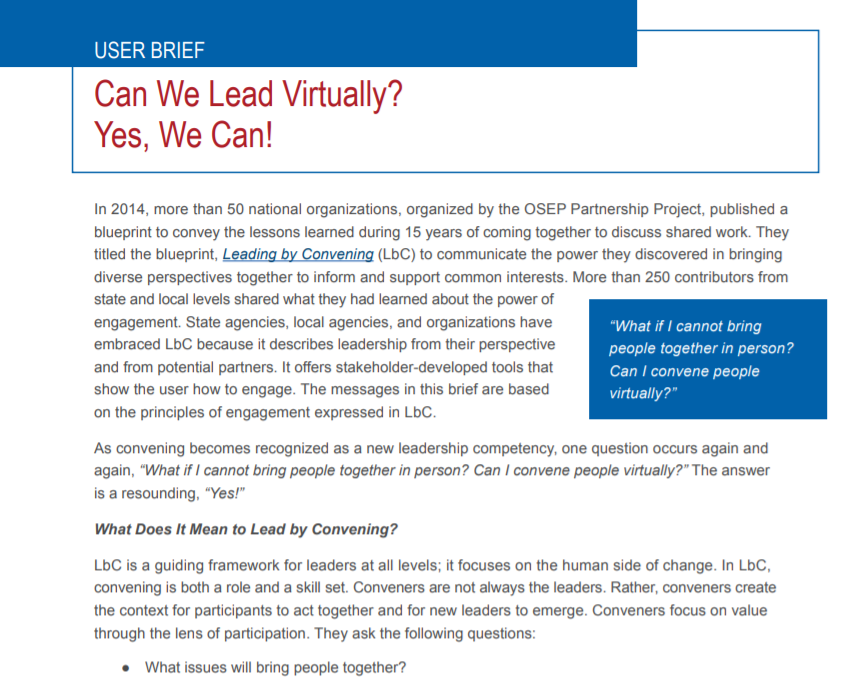 USER BRIEF
Can We Lead Virtually?
Yes, We Can!
In 2014, more than 50 national organizations, organized by the OSEP Partnership Project, published a
blueprint to convey the lessons learned during 15 years of coming together to discuss shared work. They
titled the blueprint, Leading by Convening (LbC) to communicate the power they discovered in bringing
diverse perspectives together to inform and support common interests. More than 250 contributors from
state and local levels shared what they had learned about the power of
engagement. State agencies, local agencies, and organizations have
embraced LbC because it describes leadership from their perspective
and from potential partners. It offers stakeholder-developed tools that
show the user how to engage. The messages in this brief are based
on the principles of engagement expressed in LbC.
“What if I cannot bring
people together in person?
Can I convene people
virtually?”
As convening becomes recognized as a new leadership competency, one question occurs again and
again, “What if I cannot bring people together in person? Can I convene people virtually?” The answer
is a resounding, “Yes!”
What Does It Mean to Lead by Convening?
LbC is a guiding framework for leaders at all levels; it focuses on the human side of change. In LbC,
convening is both a role and a skill set. Conveners are not always the leaders. Rather, conveners create
the context for participants to act together and for new leaders to emerge. Conveners focus on value
through the lens of participation. They ask the following questions:
● What issues will bring people together?